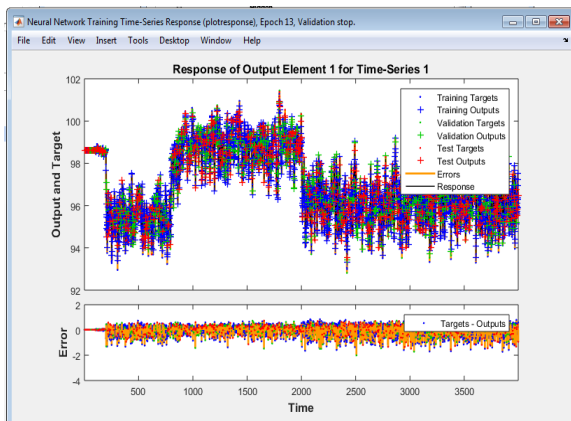 Neural Network Training Time-Series Response (plotresponse), Epoch 13, Validation stop.
File Edit View Insert Tools Desktop Window Help
Response of Output Element 1 for Time-Series 1
Output and Target
102
100
98
96
94
92
Training Targets
Training Outputs
Validation Targets
Validation Outputs
Test Targets
Test Outputs
Errors
Response
Error
2
0
-2
-4
Targets - Outputs
500 1000 1500 2000 2500 3000 3500
Time